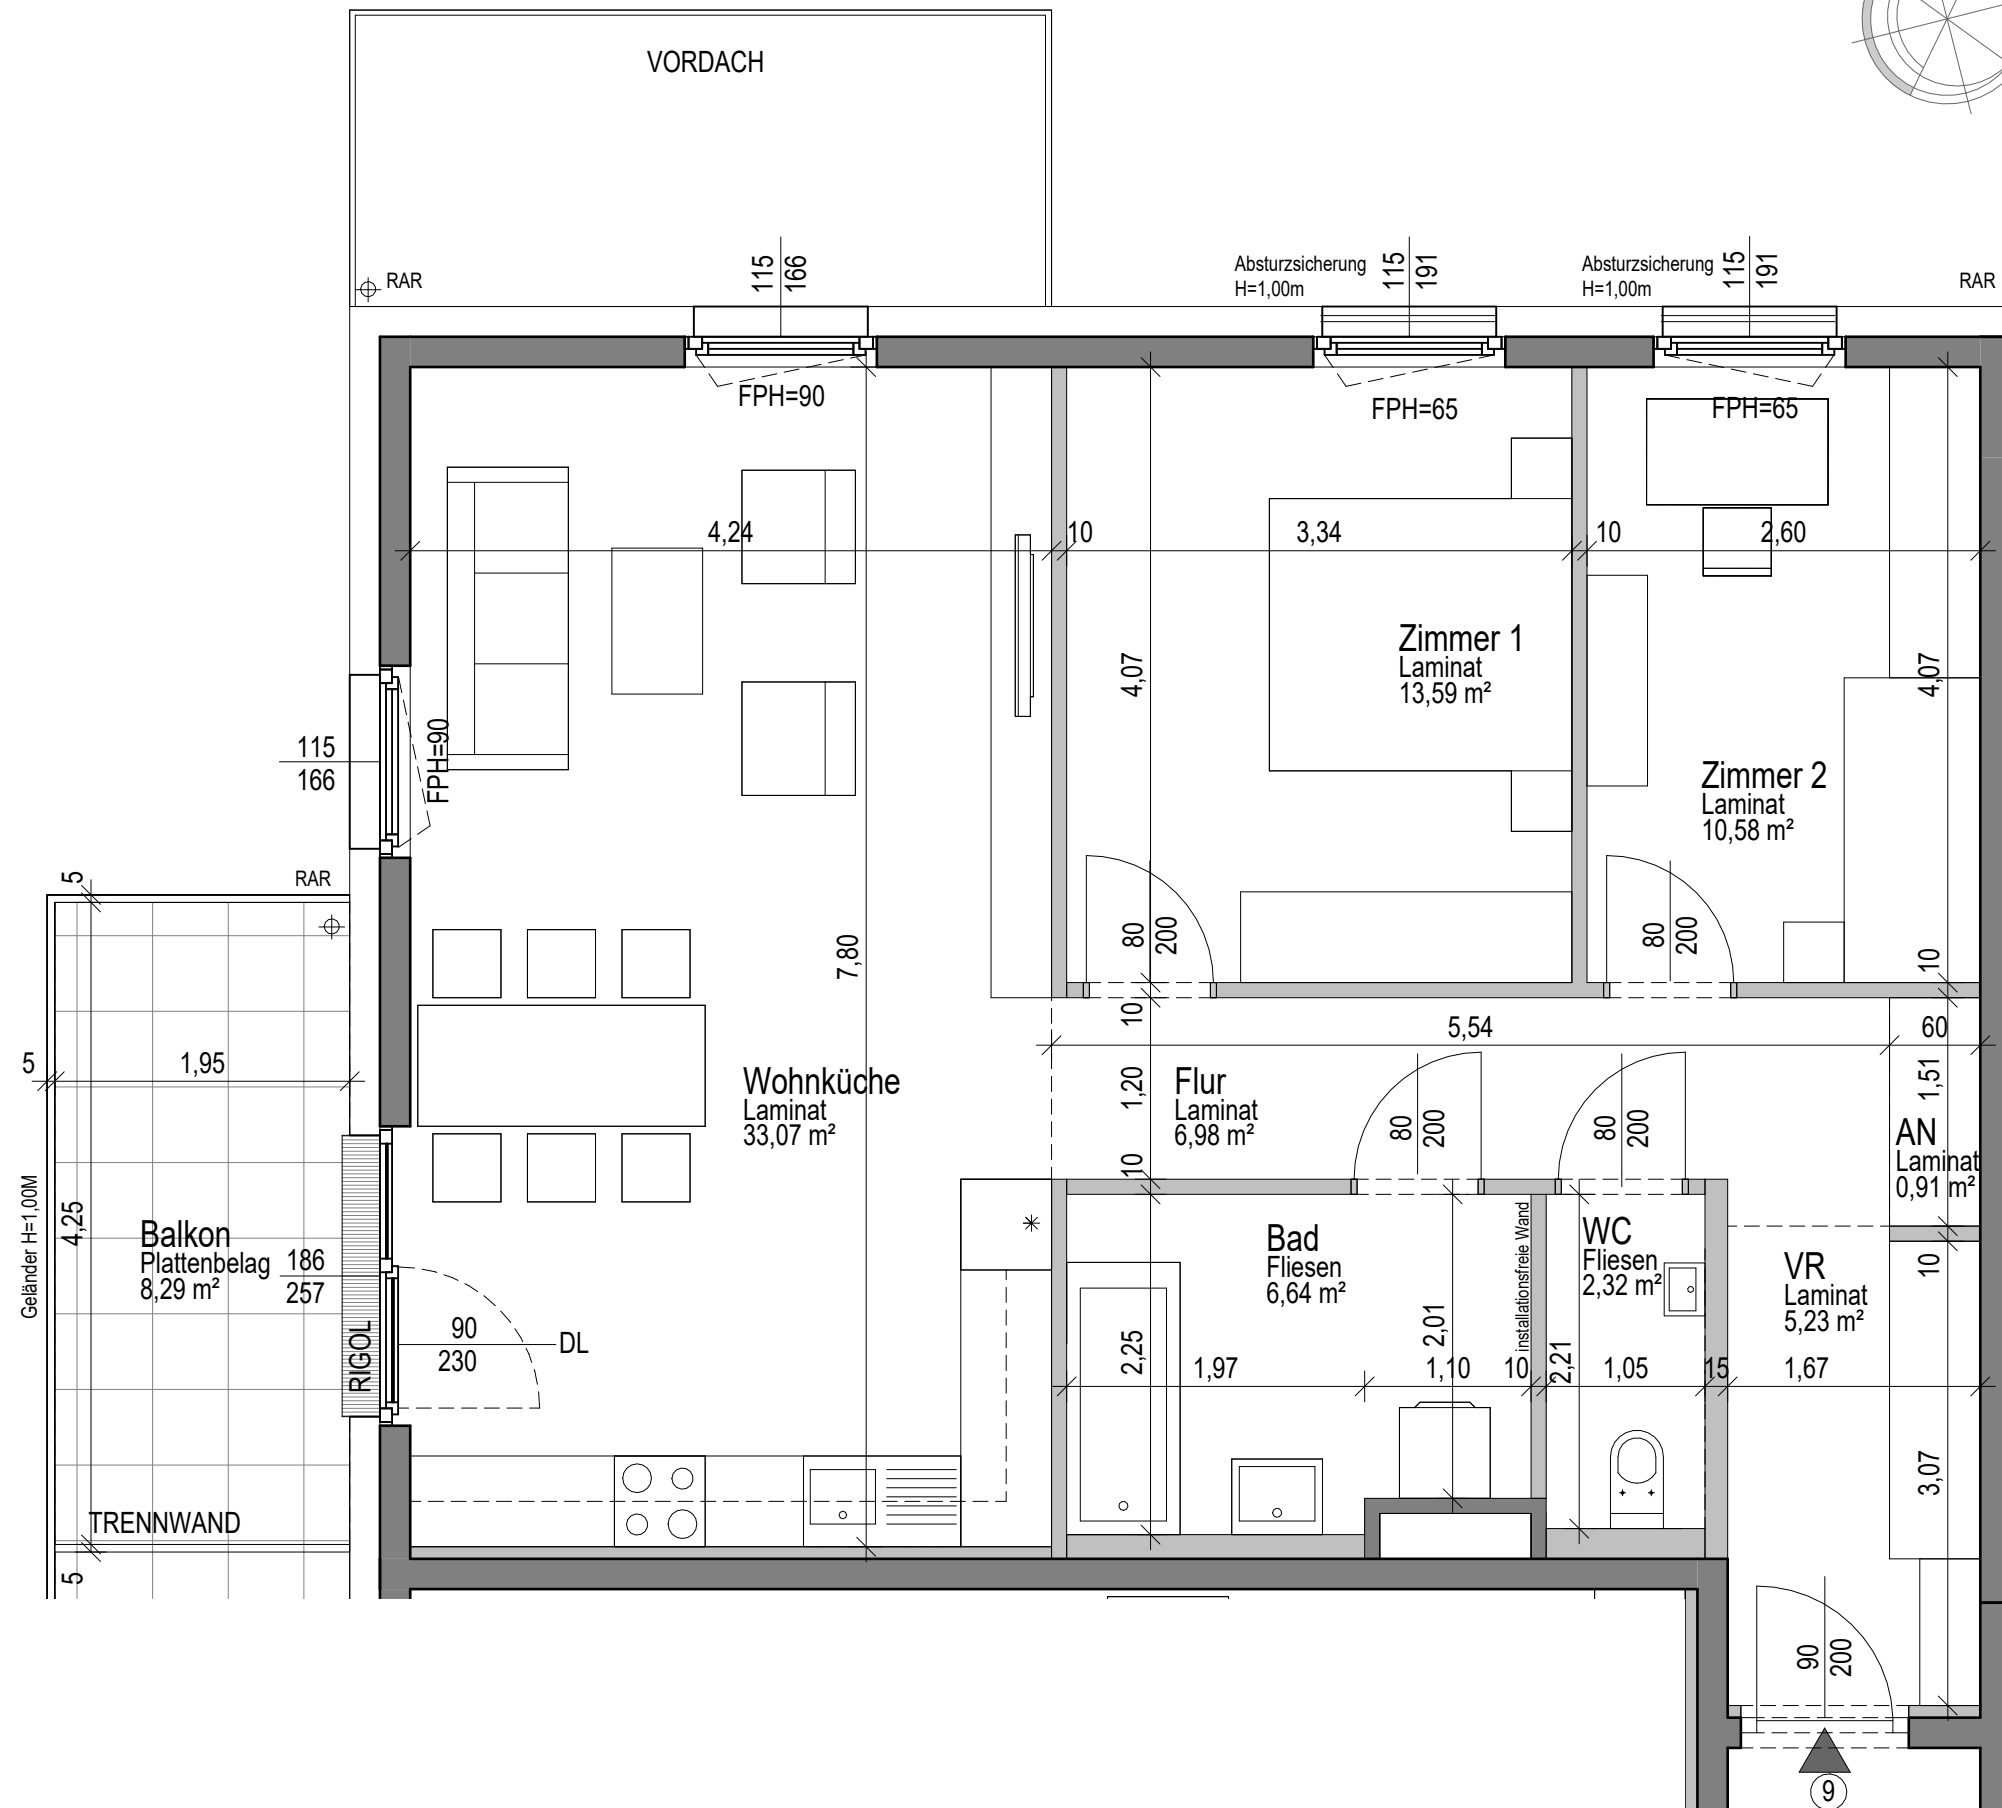 VORDACH
RAR
115
166
Absturzsicherung
H=1,00m
115
191
Absturzsicherung
H=1,00m
115
191
RAR
FPH=90
FPH=65
FPH=65
4,24
10
3,34
10
2,60
Zimmer 1
Laminat
13,59 m²
4,07
4,07
115
166
FPH=90
Zimmer 2
Laminat
10,58 m²
5
RAR
80
200
80
200
7,80
10
10
5,54
60
5
1,95
Wohnküche
Laminat
33,07 m²
1,20
Flur
Laminat
6,98 m²
80
200
80
200
1,51
AN
Laminat
0,91 m²
10
Geländer H=1,00M
4,25
Balkon
Plattenbelag
8,29 m²
186
257
Bad
Fliesen
6,64 m²
installationsfreie Wand
WC
Fliesen
2,32 m²
VR
Laminat
5,23 m²
10
RIGOL
90
230
DL
2,25
2,01
2,21
1,97
1,10
10
1,05
15
1,67
3,07
TRENNWAND
5
90
200
9